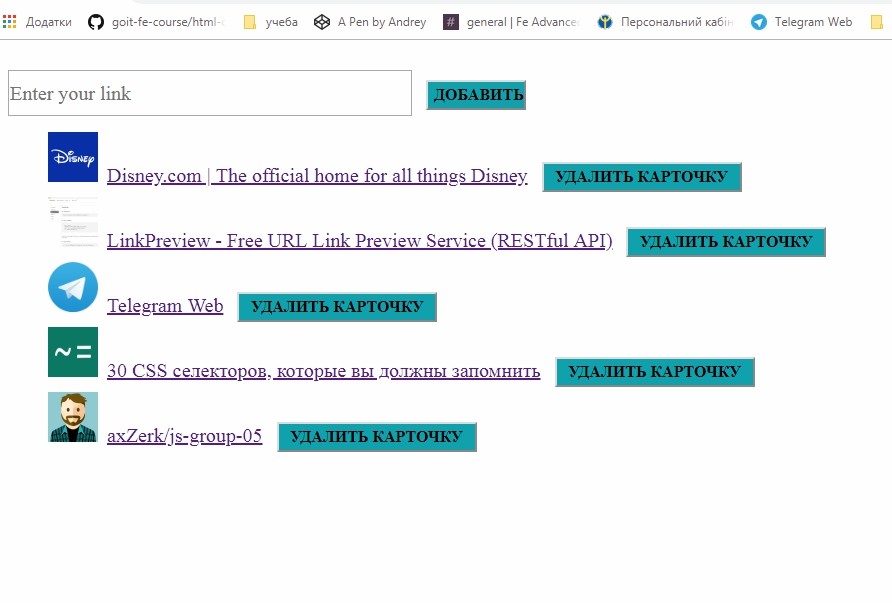 Додатки goit-fe-course/html- учеба A Pen by Andrey # general | Fe Advance Персональний кабін Telegram Web
Enter your link ДОБАВИТЬ
Disney Disney.com | The official home for all things Disney УДАЛИТЬ КАРТОЧКУ
LinkPreview - Free URL Link Preview Service (RESTful API) УДАЛИТЬ КАРТОЧКУ
Telegram Web УДАЛИТЬ КАРТОЧКУ
~ = 30 CSS селекторов, которые вы должны запомнить УДАЛИТЬ КАРТОЧКУ
axZerk/js-group-05 УДАЛИТЬ КАРТОЧКУ